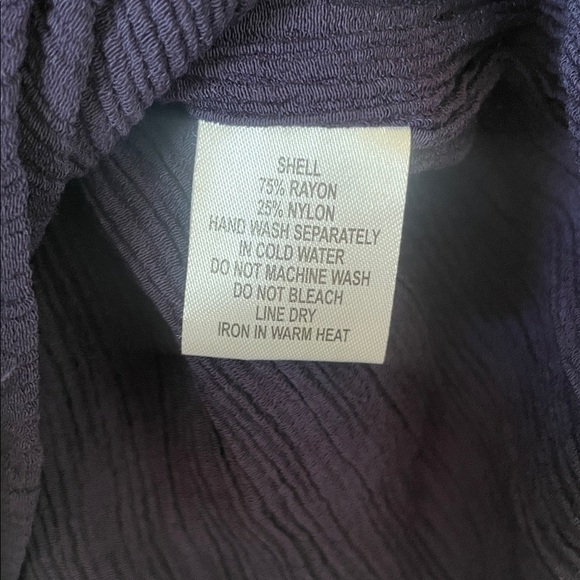 SHELL
75% RAYON
25% NYLON
HAND WASH SEPARATELY
IN COLD WATER
DO NOT MACHINE WASH
DO NOT BLEACH
LINE DRY
IRON IN WARM HEAT